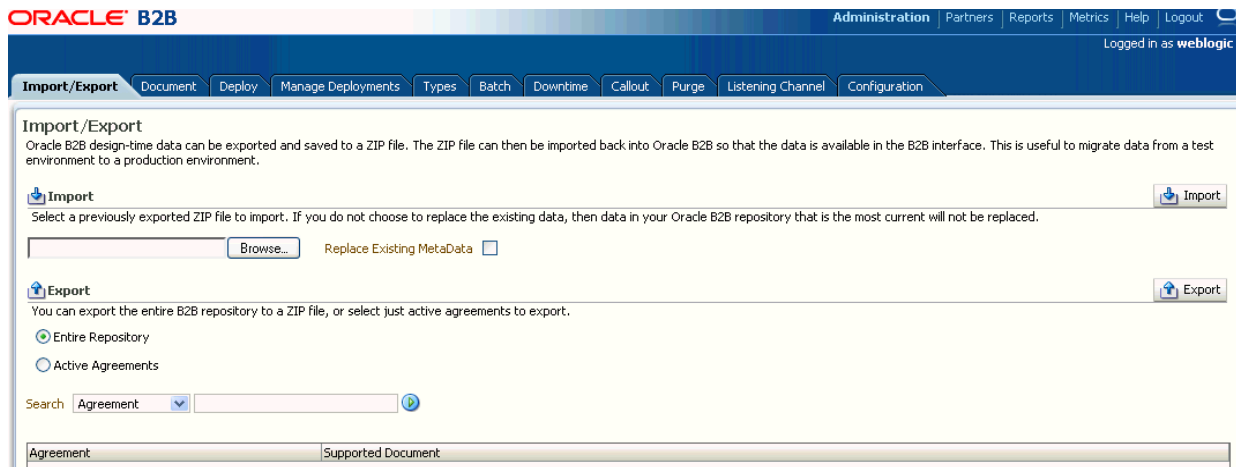 ORACLE B2B
Administration Partners Reports Metrics Help Logout
Logged in as weblogic
Import/Export Document Deploy Manage Deployments Types Batch Downtime Callout Purge Listening Channel Configuration
Import/Export
Oracle B2B design-time data can be exported and saved to a ZIP file. The ZIP file can then be imported back into Oracle B2B so that the data is available in the B2B interface. This is useful to migrate data from a test
environment to a production environment.
Import Import
Select a previously exported ZIP file to import. If you do not choose to replace the existing data, then data in your Oracle B2B repository that is the most current will not be replaced.
Browse... Replace Existing MetaData
Export Export
You can export the entire B2B repository to a ZIP file, or select just active agreements to export.
Entire Repository
Active Agreements
Search Agreement
Agreement Supported Document